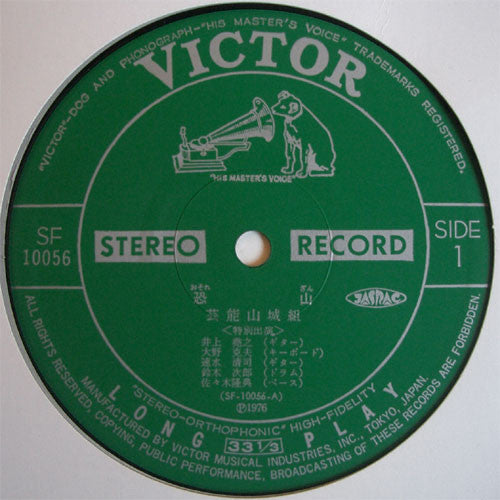 "VICTOR"-DOG AND PHONOGRAPH-"HIS MASTER'S VOICE" TRADEMARKS REGISTERED.
VICTOR
"HIS MASTER'S VOICE"
SF
10056
STEREO
RECORD
SIDE
1
おそれ ざん
恐 山
JASRAC
芸能山城組
<特別出演>
井上 堯之 (ギター)
大野 克夫 (キーボード)
速水 清司 (ギター)
鈴木 次郎 (ドラム)
佐々木隆典 (ベース)
(SF-10056-A)
Ⓟ1976
"STEREO-ORTHOPHONIC" HIGH-FIDELITY
LONG 33 1/3 PLAY
MANUFACTURED BY VICTOR MUSICAL INDUSTRIES, INC., TOKYO, JAPAN.
ALL RIGHTS RESERVED, COPYING, PUBLIC PERFORMANCE, BROADCASTING OF THESE RECORDS ARE FORBIDDEN.